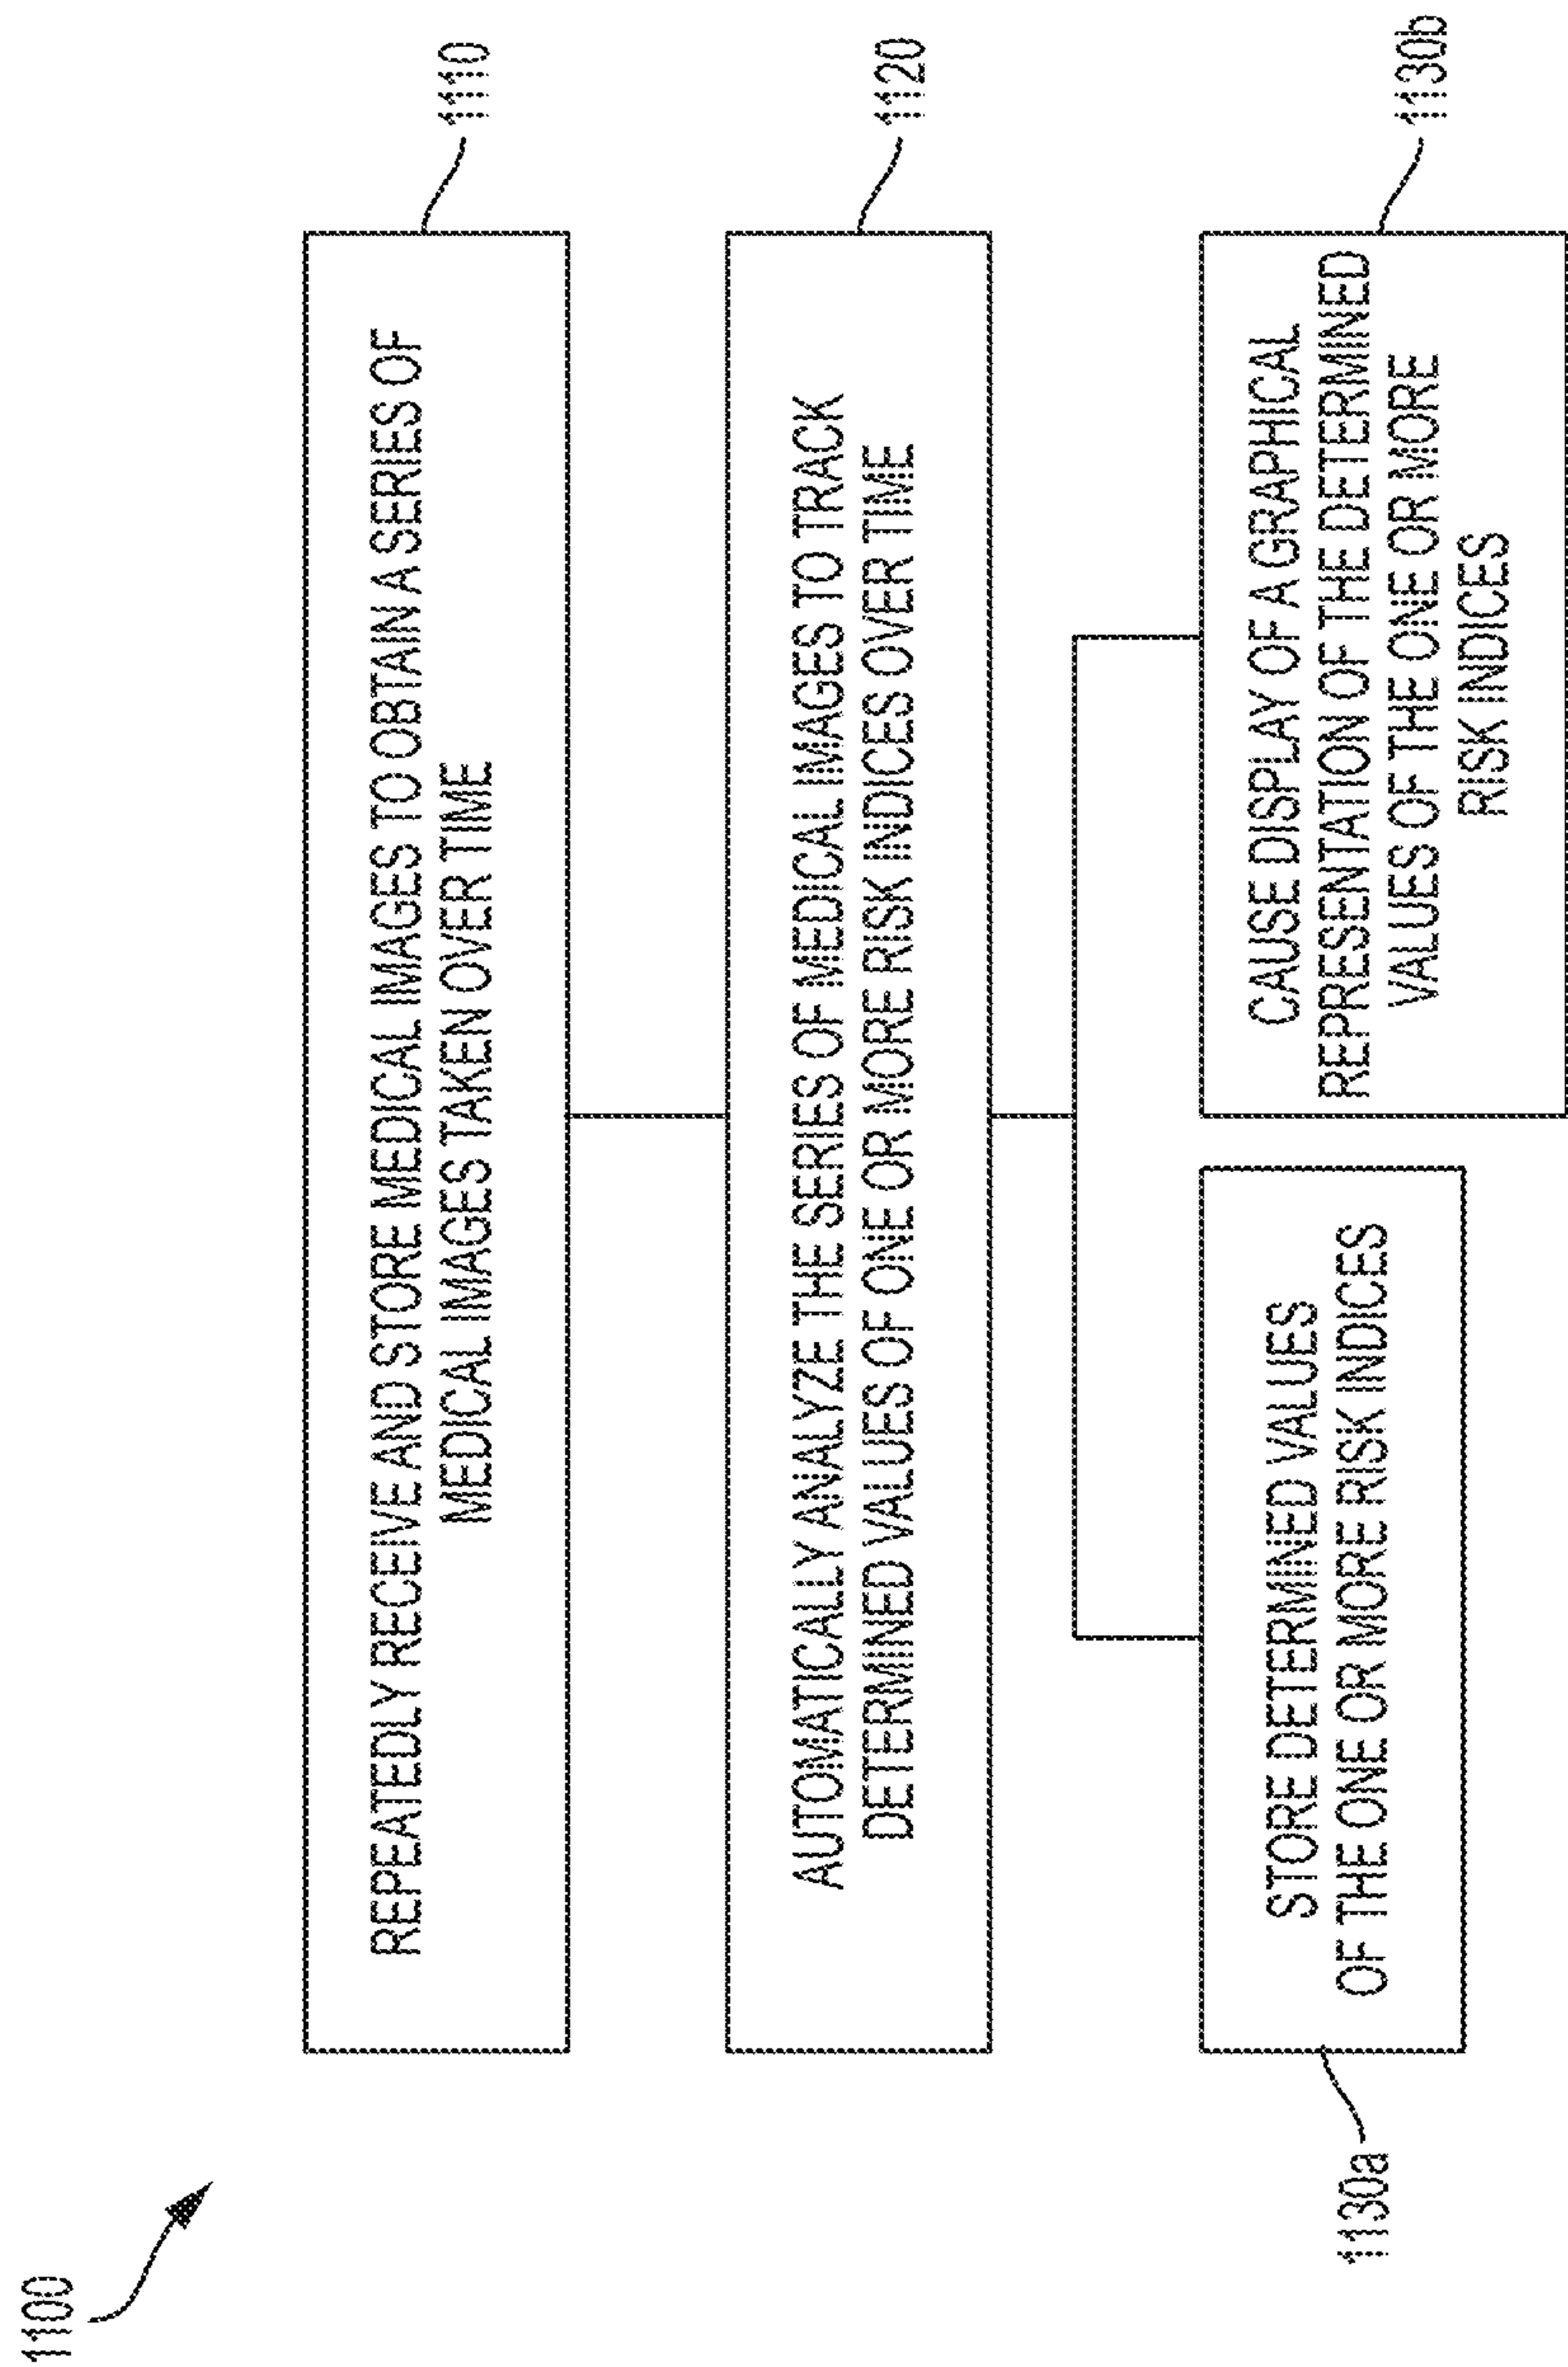 1100
REPEATEDLY RECEIVE AND STORE MEDICAL IMAGES TO OBTAIN A SERIES OF
MEDICAL IMAGES TAKEN OVER TIME
1110
AUTOMATICALLY ANALYZE THE SERIES OF MEDICAL IMAGES TO TRACK
DETERMINED VALUES OF ONE OR MORE RISK INDICES OVER TIME
1120
STORE DETERMINED VALUES
OF THE ONE OR MORE RISK INDICES
1130a
CAUSE DISPLAY OF A GRAPHICAL
REPRESENTATION OF THE DETERMINED
VALUES OF THE ONE OR MORE
RISK INDICES
1130b